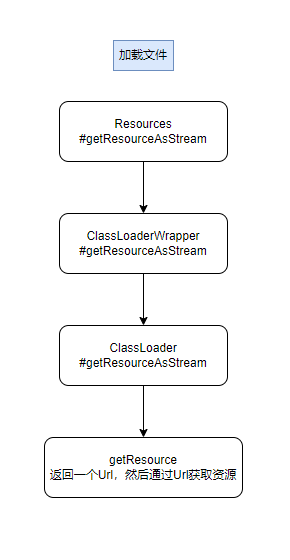 加载文件
Resources
#getResourceAsStream
ClassLoaderWrapper
#getResourceAsStream
ClassLoader
#getResourceAsStream
getResource
返回一个Url，然后通过Url获取资源